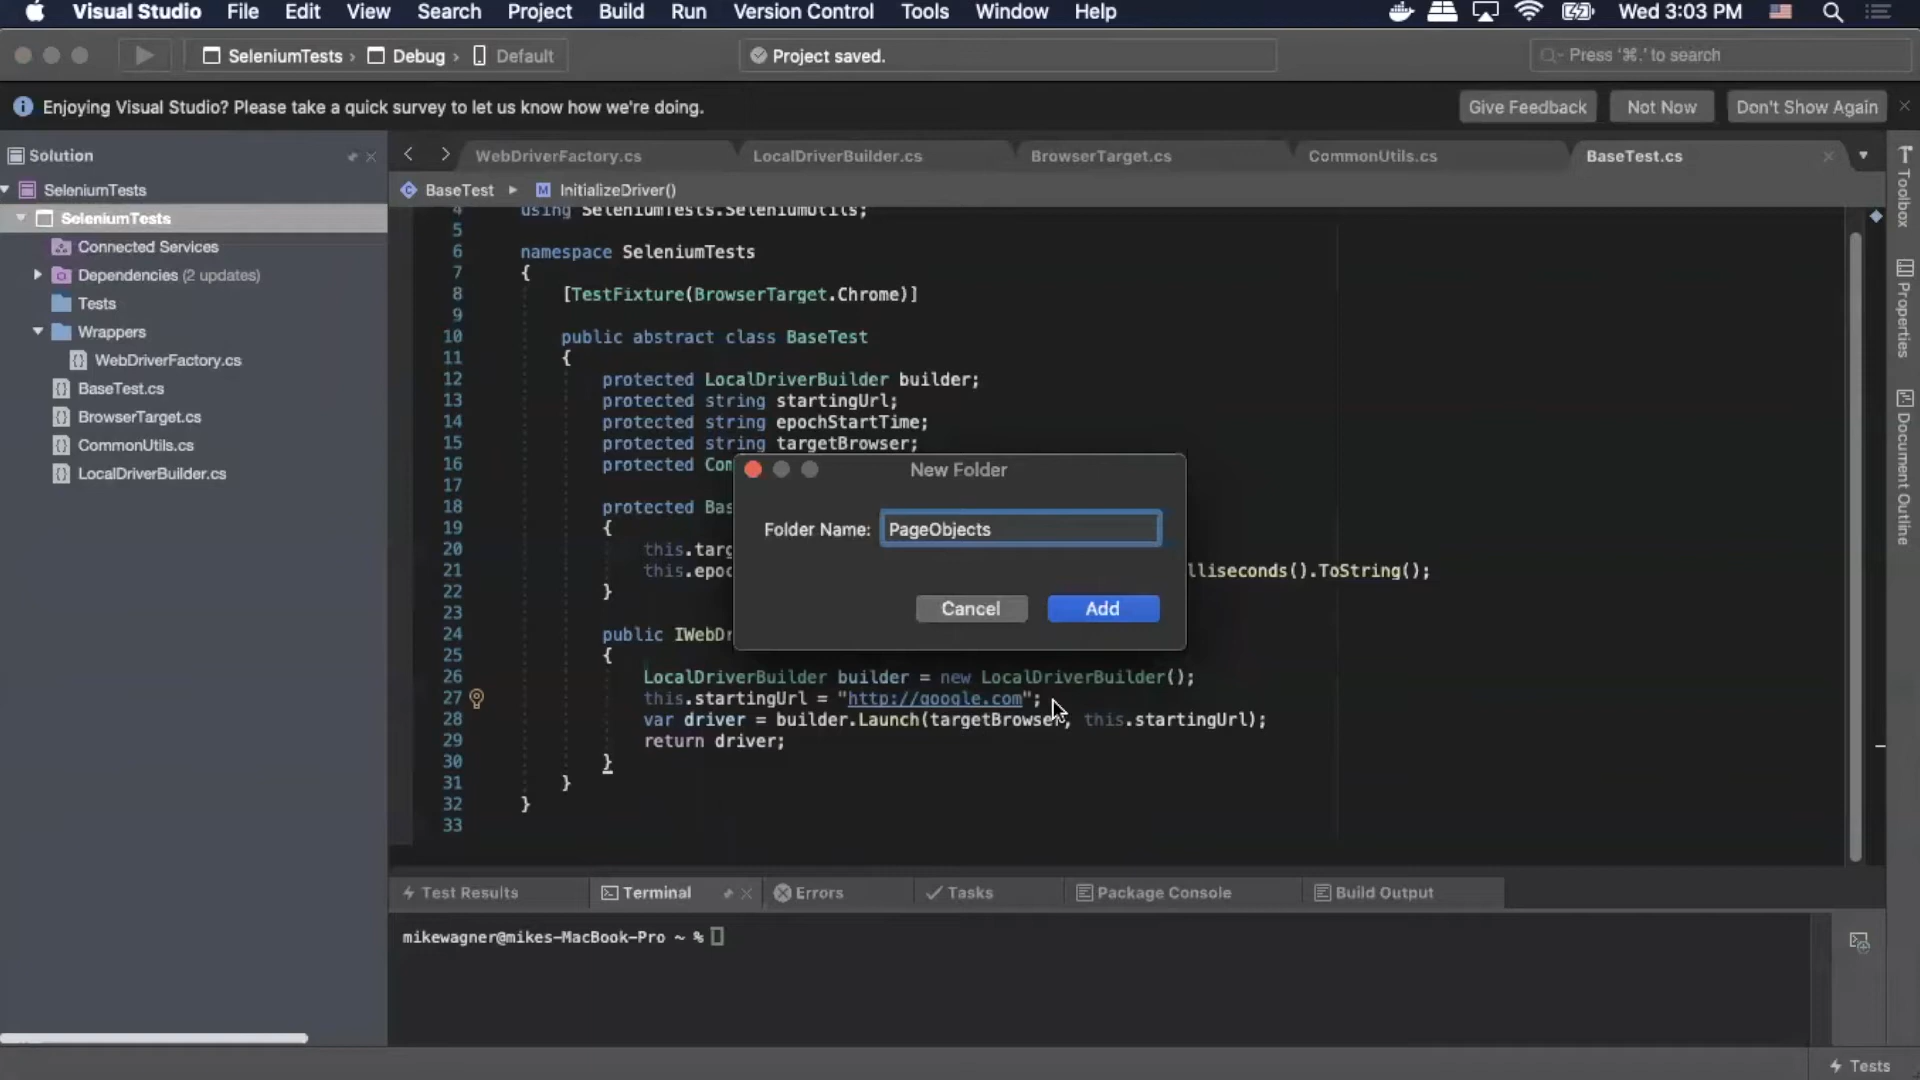 Visual Studio File Edit View Search Project Build Run Version Control Tools Window Help Wed 3:03 PM
SeleniumTests › Debug › Default
Project saved.
Press '⌘.' to search
Enjoying Visual Studio? Please take a quick survey to let us know how we're doing.
Give Feedback Not Now Don't Show Again
Solution
SeleniumTests
SeleniumTests
Connected Services
Dependencies (2 updates)
Tests
Wrappers
WebDriverFactory.cs
BaseTest.cs
BrowserTarget.cs
CommonUtils.cs
LocalDriverBuilder.cs
WebDriverFactory.cs LocalDriverBuilder.cs BrowserTarget.cs CommonUtils.cs BaseTest.cs
BaseTest InitializeDriver()
4 using SeleniumTests.SeleniumUtils;
5
6 namespace SeleniumTests
7 {
8 [TestFixture(BrowserTarget.Chrome)]
9
10 public abstract class BaseTest
11 {
12 protected LocalDriverBuilder builder;
13 protected string startingUrl;
14 protected string epochStartTime;
15 protected string targetBrowser;
16 protected Com
17
18 protected Bas
19 {
20 this.targ
21 this.epoc lliseconds().ToString();
22 }
23
24 public IWebDr
25 {
26 LocalDriverBuilder builder = new LocalDriverBuilder();
27 this.startingUrl = "http://google.com";
28 var driver = builder.Launch(targetBrowser, this.startingUrl);
29 return driver;
30 }
31 }
32 }
33
New Folder
Folder Name: PageObjects
Cancel Add
Toolbox
Properties
Document Outline
Test Results Terminal Errors Tasks Package Console Build Output
mikewagner@mikes-MacBook-Pro ~ %
Tests